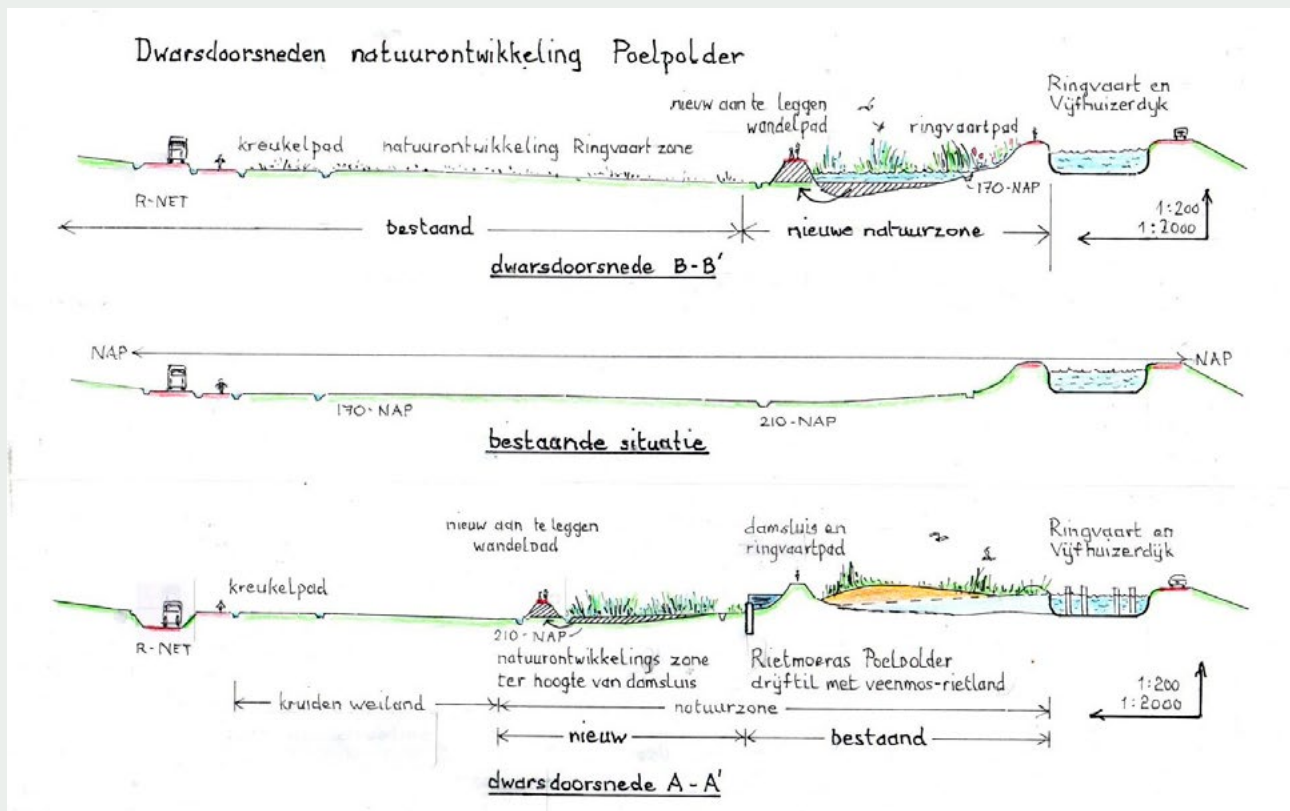 Dwarsdoorsneden natuurontwikkeling Poelpolder
Ringvaart en
Vijfhuizerdyk
nieuw aan te leggen
wandelpad
ringvaartpad
kreukelpad
natuurontwikkeling Ringvaart zone
R-NET
170-NAP
bestaand
nieuwe natuurzone
1:200
1:2000
dwarsdoorsnede B-B'
NAP
NAP
170-NAP
210-NAP
bestaande situatie
nieuw aan te leggen
wandelpad
damsluis en
ringvaartpad
Ringvaart en
Vijfhuizerdijk
kreukelpad
R-NET
210-NAP
natuurontwikkelings zone
ter hoogte van damsluis
Rietmoeras Poelpolder
drijftil met veenmos-rietland
kruiden weiland
natuurzone
1:200
1:2000
nieuw
bestaand
dwarsdoorsnede A-A'